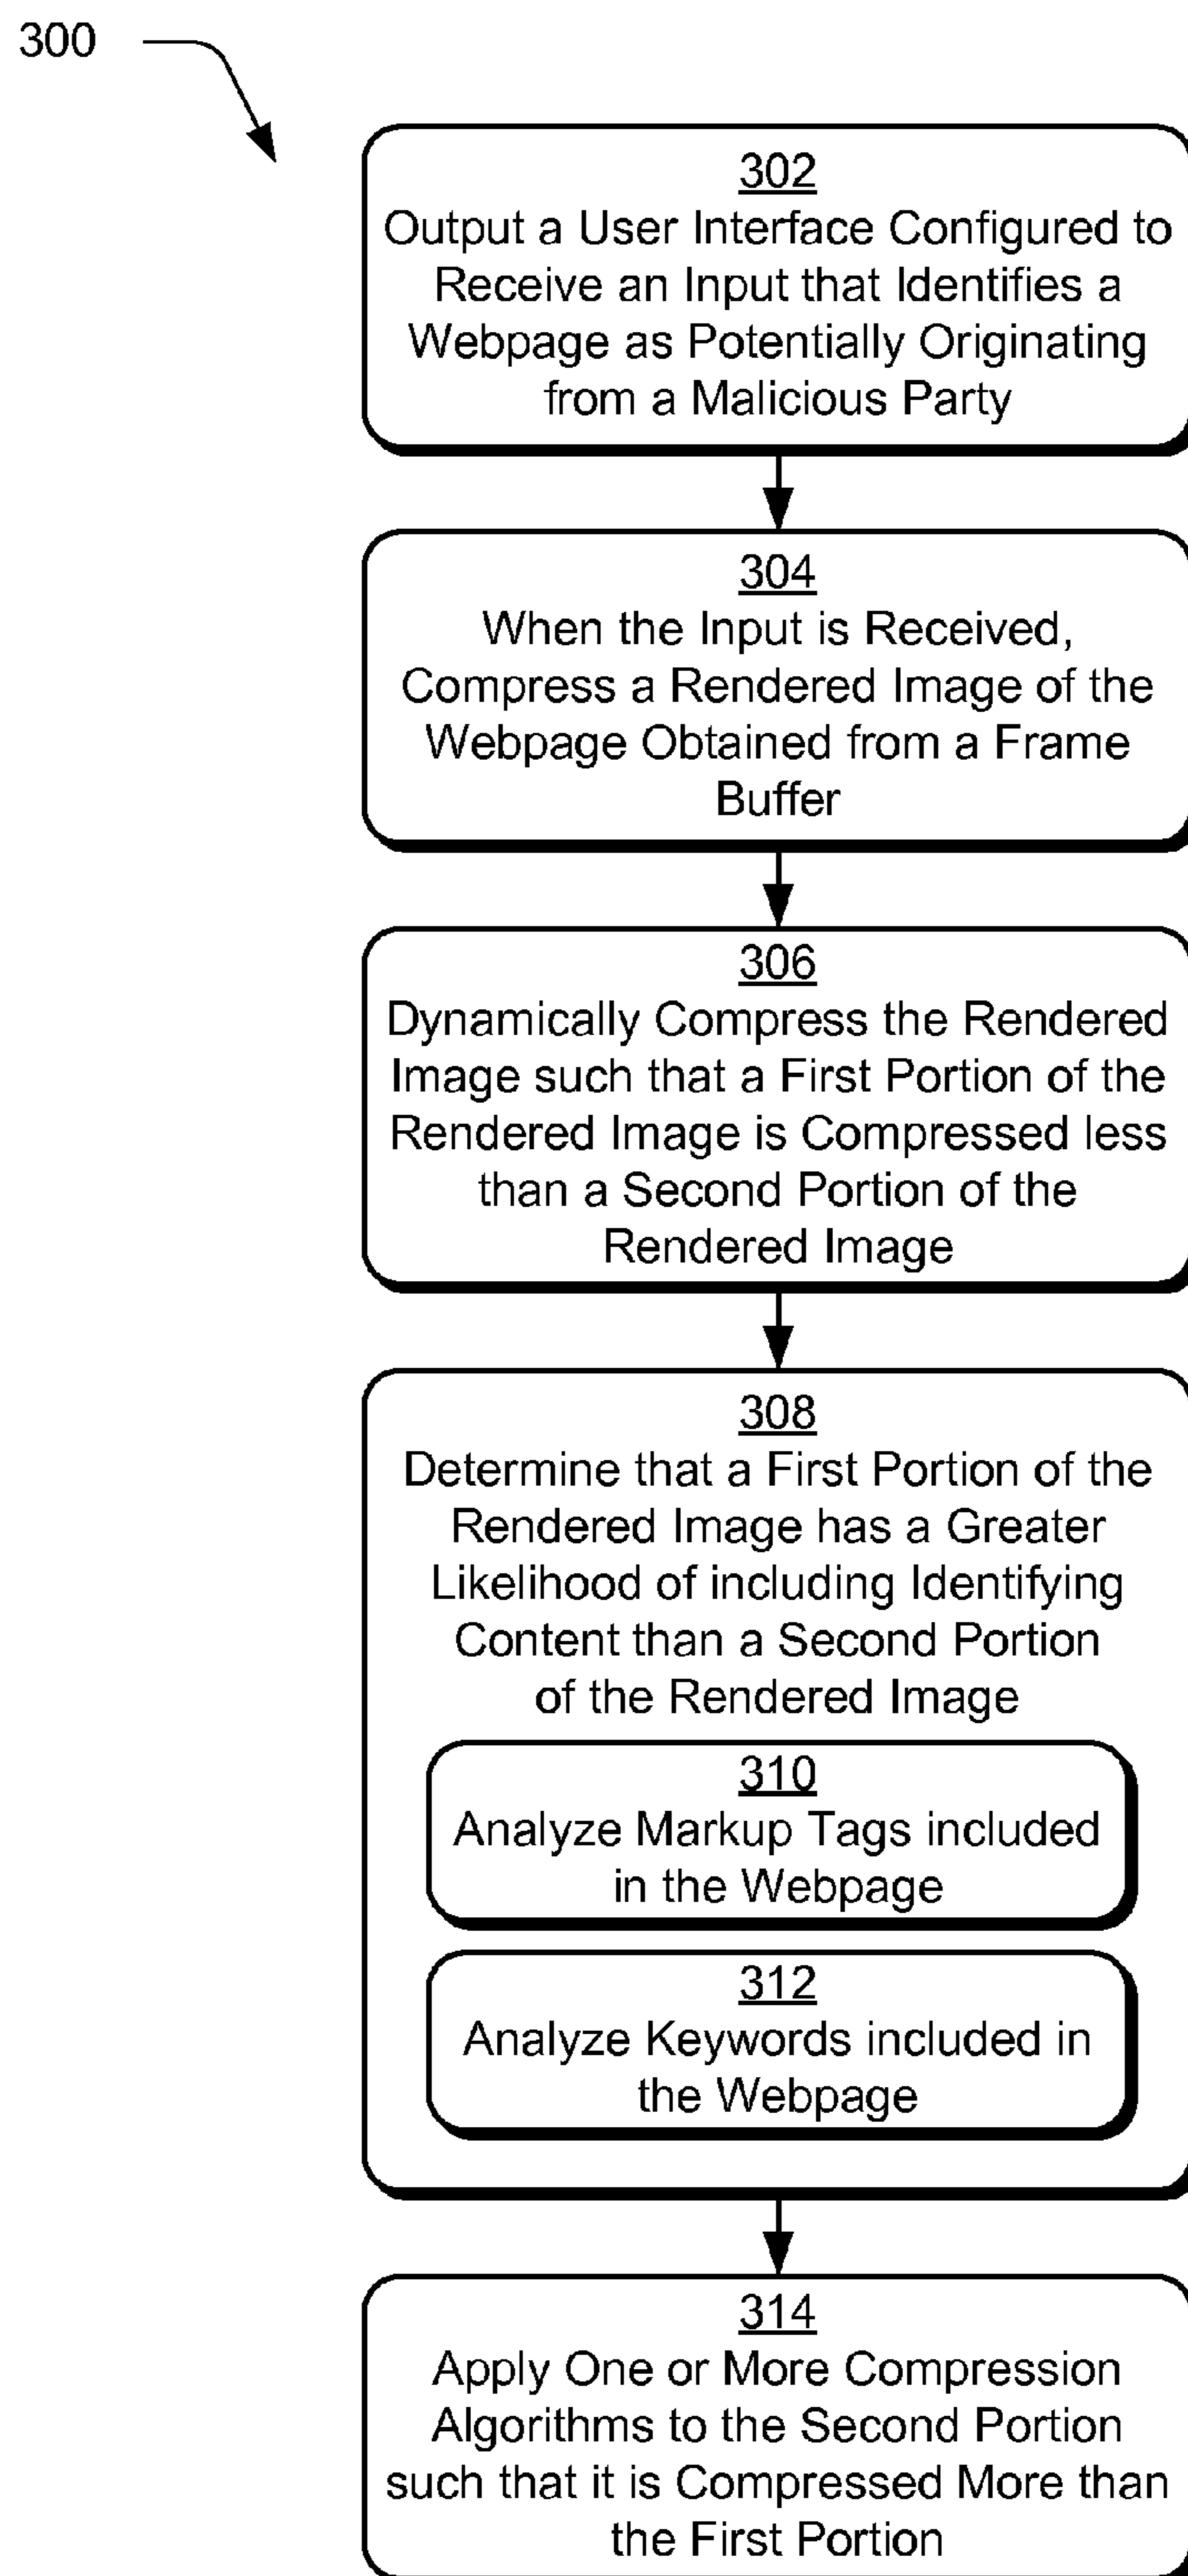 300
302
Output a User Interface Configured to
Receive an Input that Identifies a
Webpage as Potentially Originating
from a Malicious Party
304
When the Input is Received,
Compress a Rendered Image of the
Webpage Obtained from a Frame
Buffer
306
Dynamically Compress the Rendered
Image such that a First Portion of the
Rendered Image is Compressed less
than a Second Portion of the
Rendered Image
308
Determine that a First Portion of the
Rendered Image has a Greater
Likelihood of including Identifying
Content than a Second Portion
of the Rendered Image
310
Analyze Markup Tags included
in the Webpage
312
Analyze Keywords included in
the Webpage
314
Apply One or More Compression
Algorithms to the Second Portion
such that it is Compressed More than
the First Portion